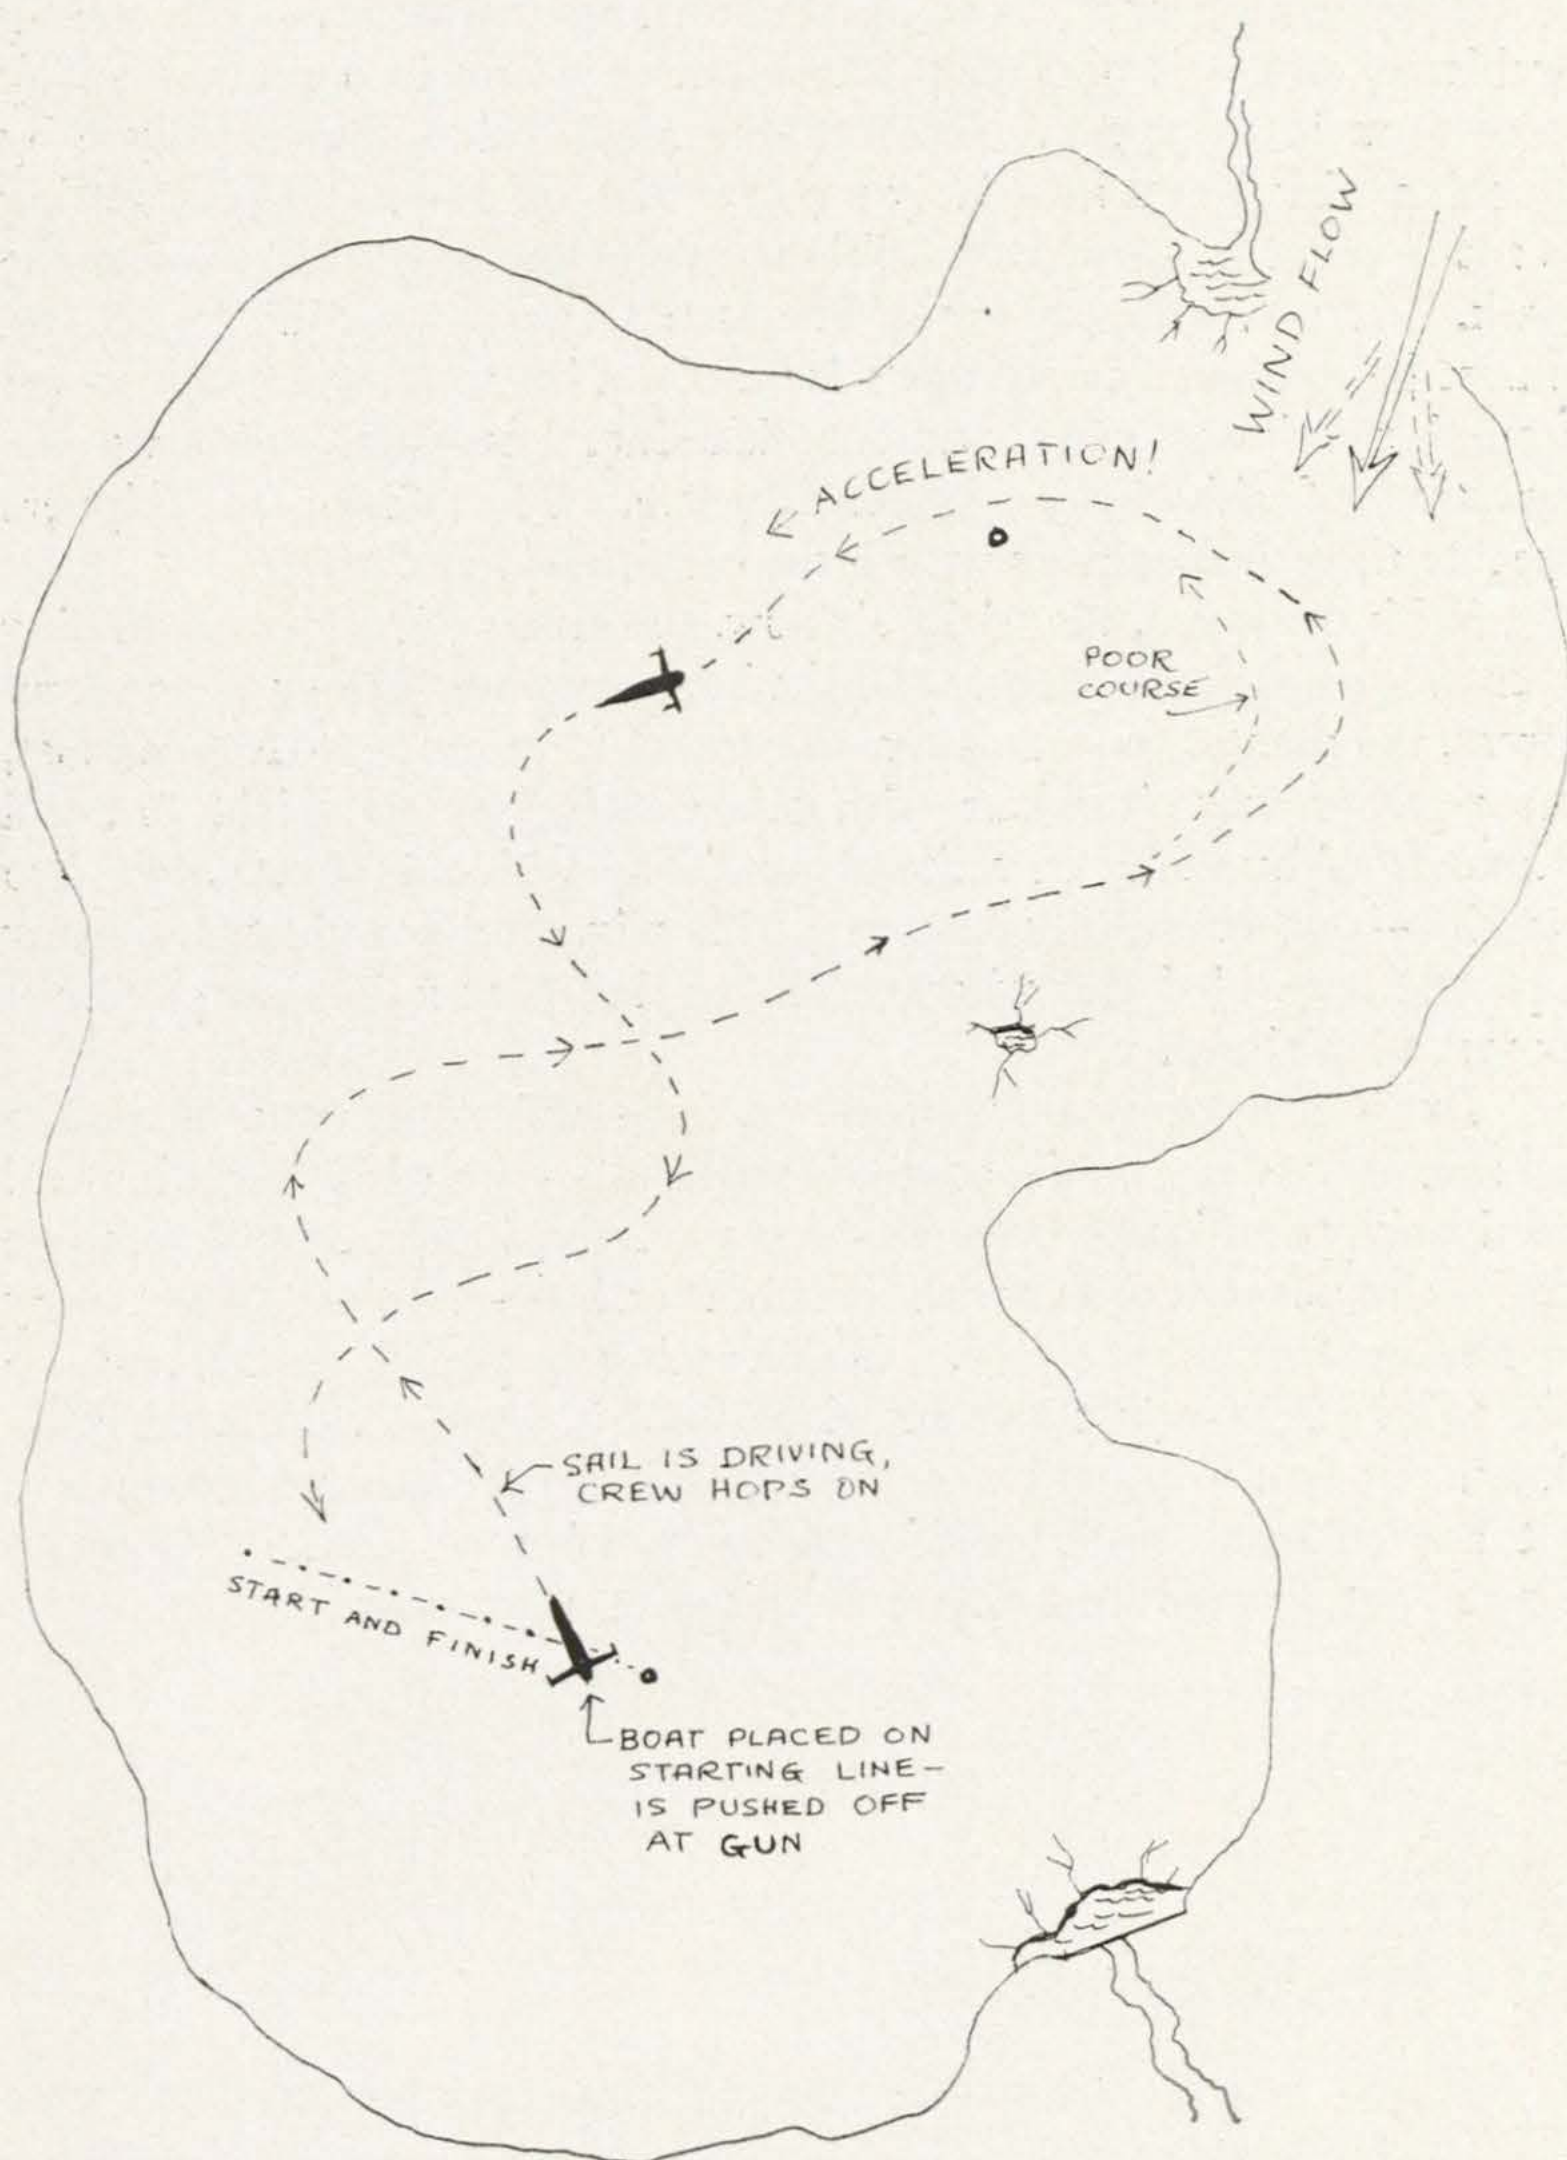 WIND FLOW
ACCELERATION!
POOR
COURSE
SAIL IS DRIVING,
CREW HOPS ON
START AND FINISH
BOAT PLACED ON
STARTING LINE—
IS PUSHED OFF
AT GUN